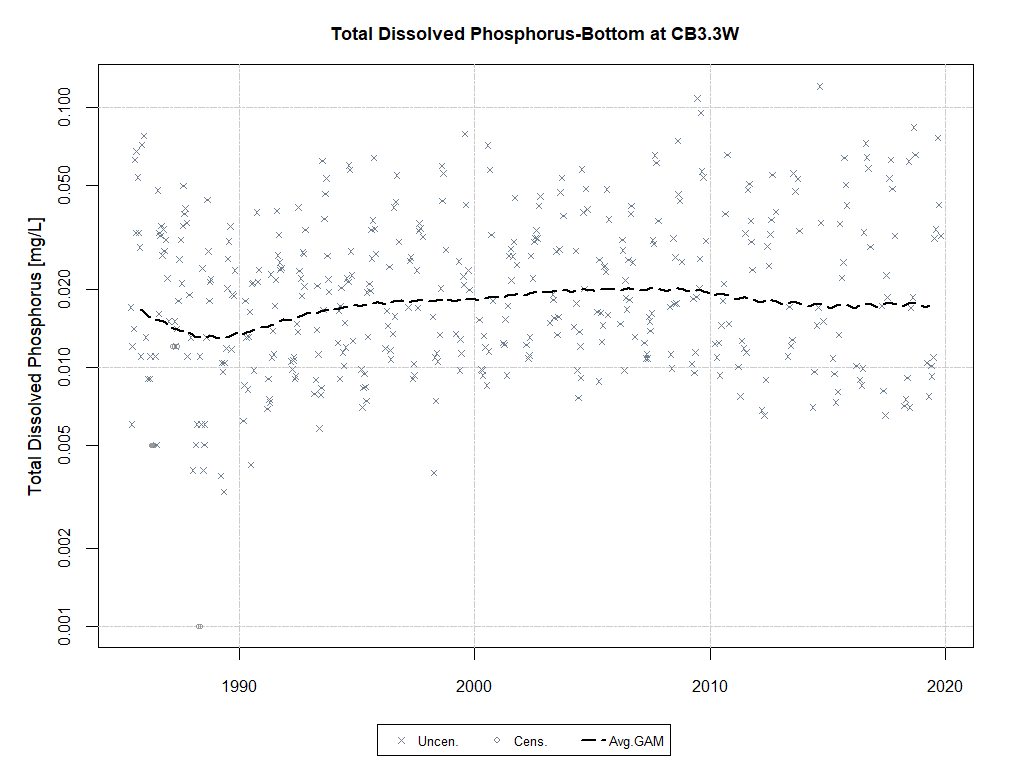 Total Dissolved Phosphorus-Bottom at CB3.3W
Total Dissolved Phosphorus [mg/L]
0.100
0.050
0.020
0.010
0.005
0.002
0.001
1990 2000 2010 2020
Uncen. Cens. Avg.GAM